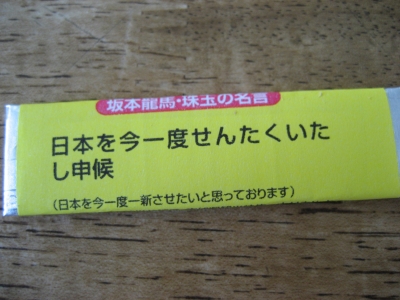 坂本龍馬・珠玉の名言
日本を今一度せんたくいた
し申候
（日本を今一度一新させたいと思っております）